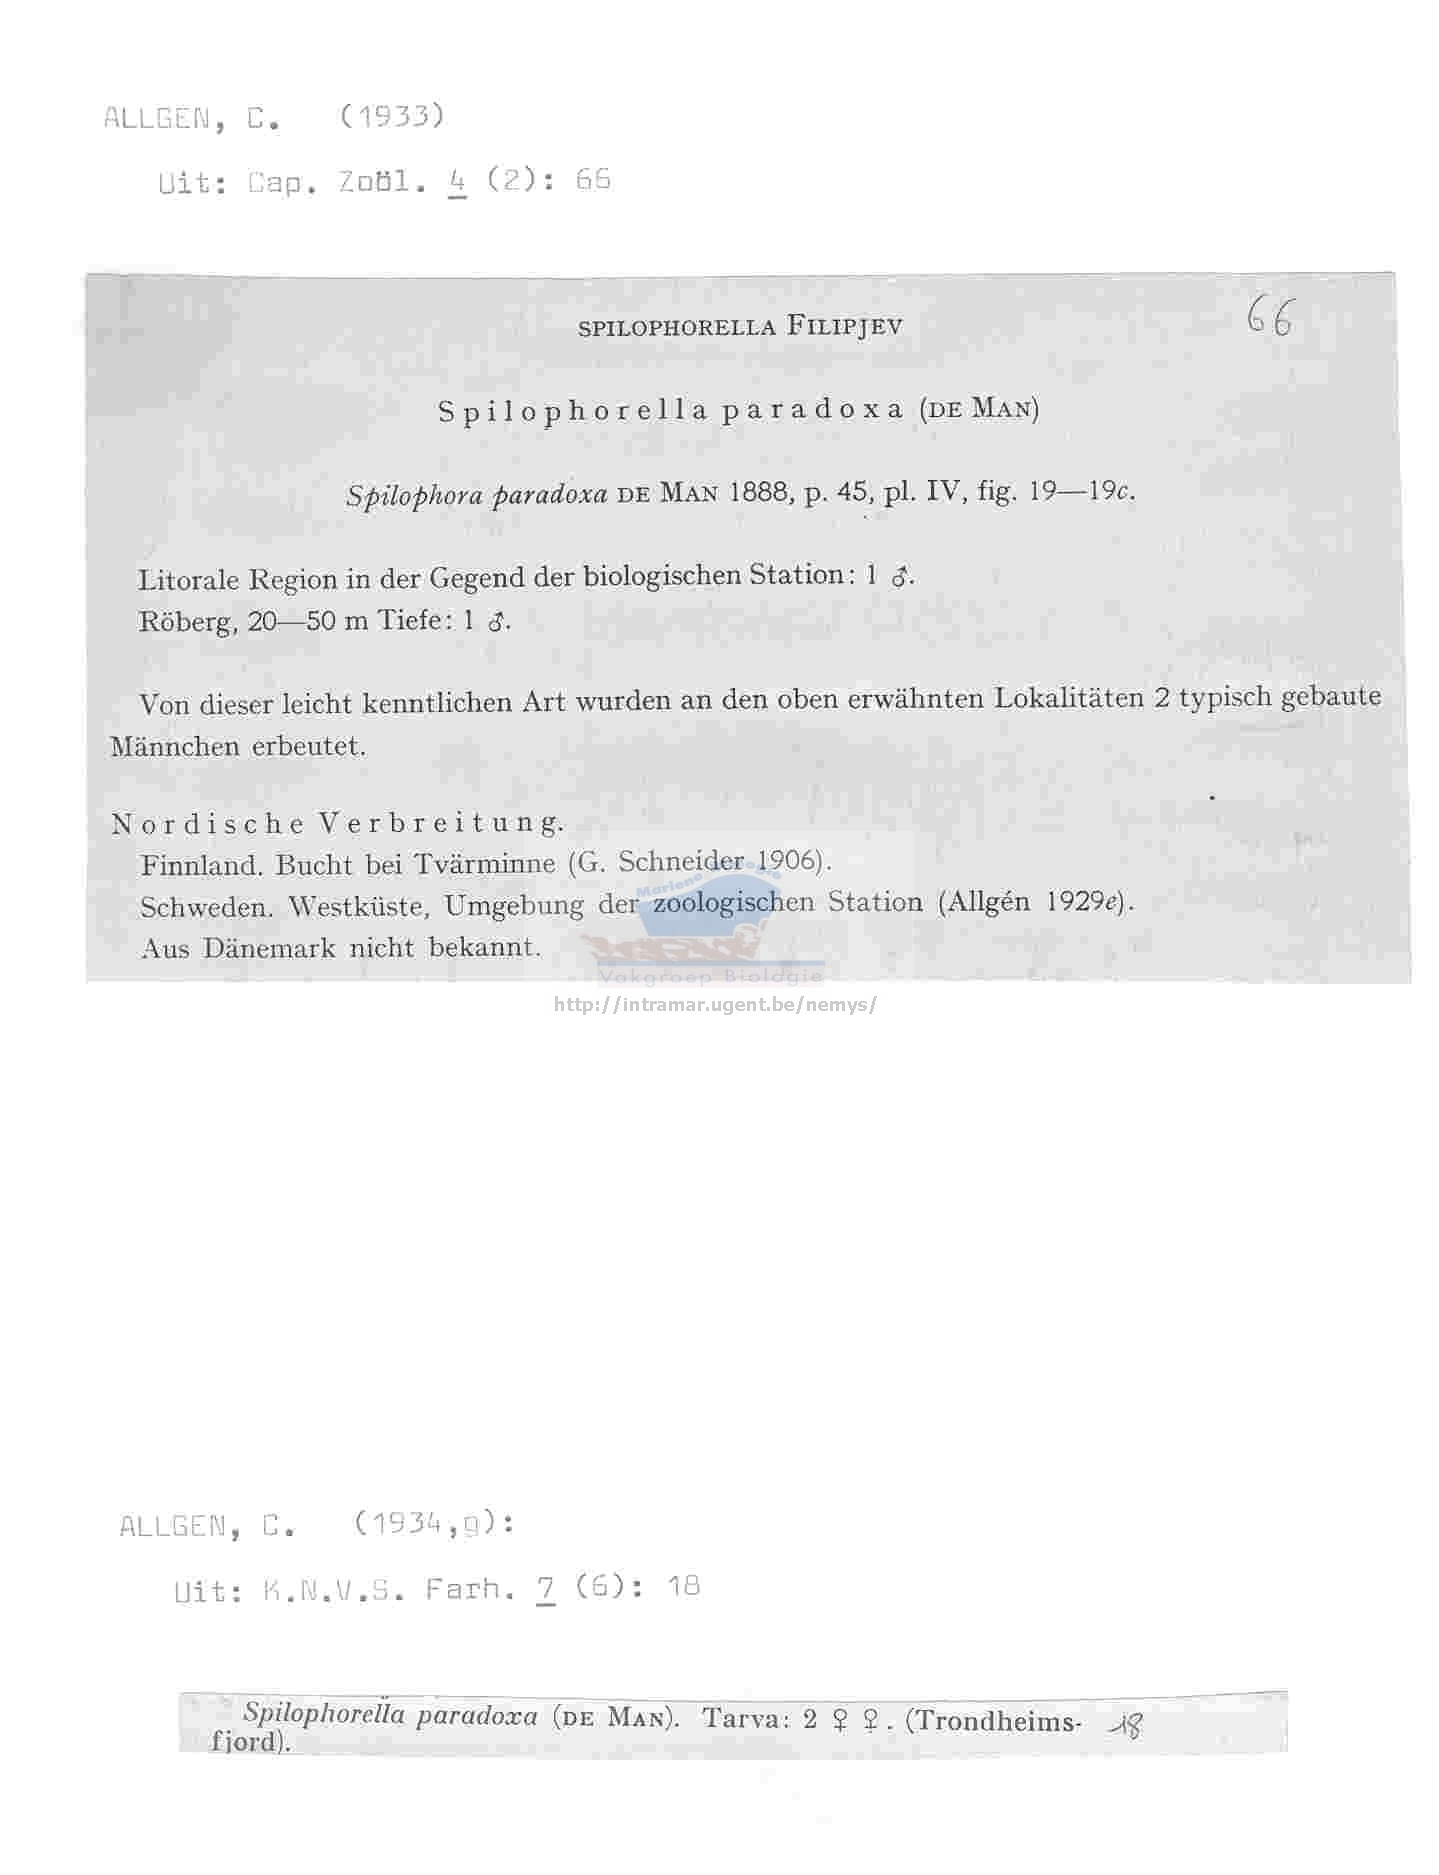 ALLGEN, C. (1933)
Uit: Cap. Zoöl. 4 (2): 66
SPILOPHORELLA FILIPJEV
66
Spilophorella paradoxa (DE MAN)
Spilophora paradoxa DE MAN 1888, p. 45, pl. IV, fig. 19—19c.
Litorale Region in der Gegend der biologischen Station: 1 ♂.
Röberg, 20—50 m Tiefe: 1 ♂.
Von dieser leicht kenntlichen Art wurden an den oben erwähnten Lokalitäten 2 typisch gebaute
Männchen erbeutet.
Nordische Verbreitung.
Finnland. Bucht bei Tvärminne (G. Schneider 1906).
Schweden. Westküste, Umgebung der zoologischen Station (Allgén 1929e).
Aus Dänemark nicht bekannt.
Mariene
Vakgroep Biologie
http://intramar.ugent.be/nemys/
ALLGEN, C. (1934,g):
Uit: K.N.V.S. Farh. 7 (6): 18
Spilophorella paradoxa (DE MAN). Tarva: 2 ♀ ♀. (Trondheims- 18
fjord).